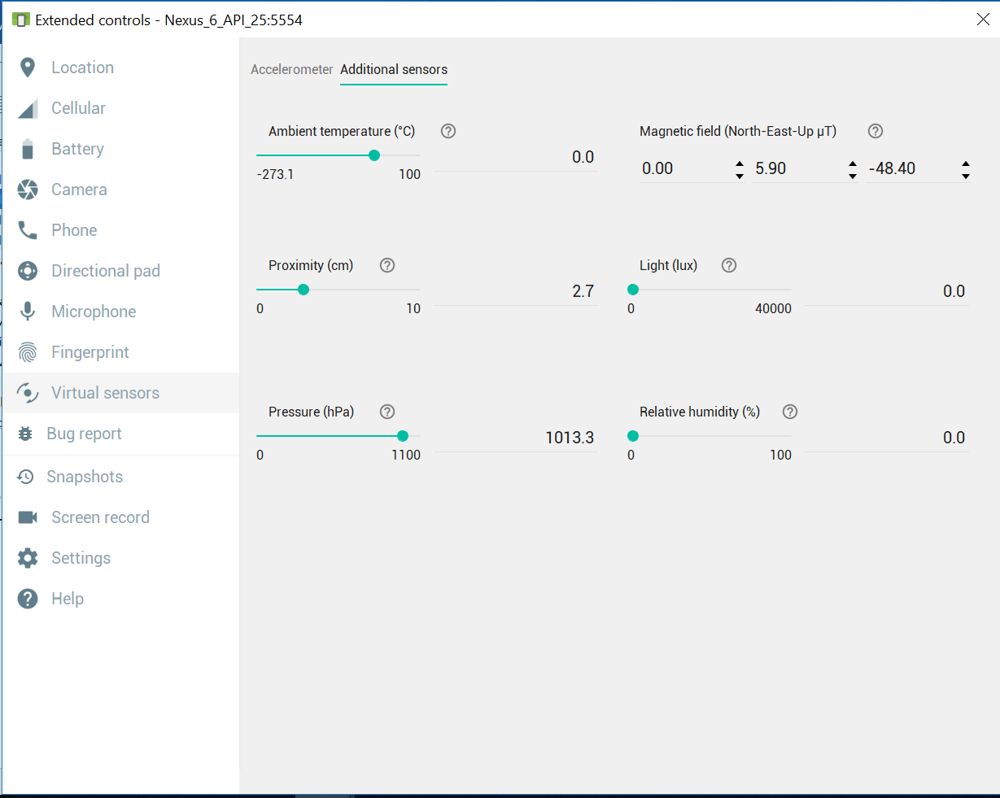 Extended controls - Nexus_6_API_25:5554
Location
Cellular
Battery
Camera
Phone
Directional pad
Microphone
Fingerprint
Virtual sensors
Bug report
Snapshots
Screen record
Settings
Help
Accelerometer Additional sensors
Ambient temperature (°C)
0.0
-273.1 100
Magnetic field (North-East-Up μT)
0.00 5.90 -48.40
Proximity (cm)
2.7
0 10
Light (lux)
0.0
0 40000
Pressure (hPa)
1013.3
0 1100
Relative humidity (%)
0.0
0 100